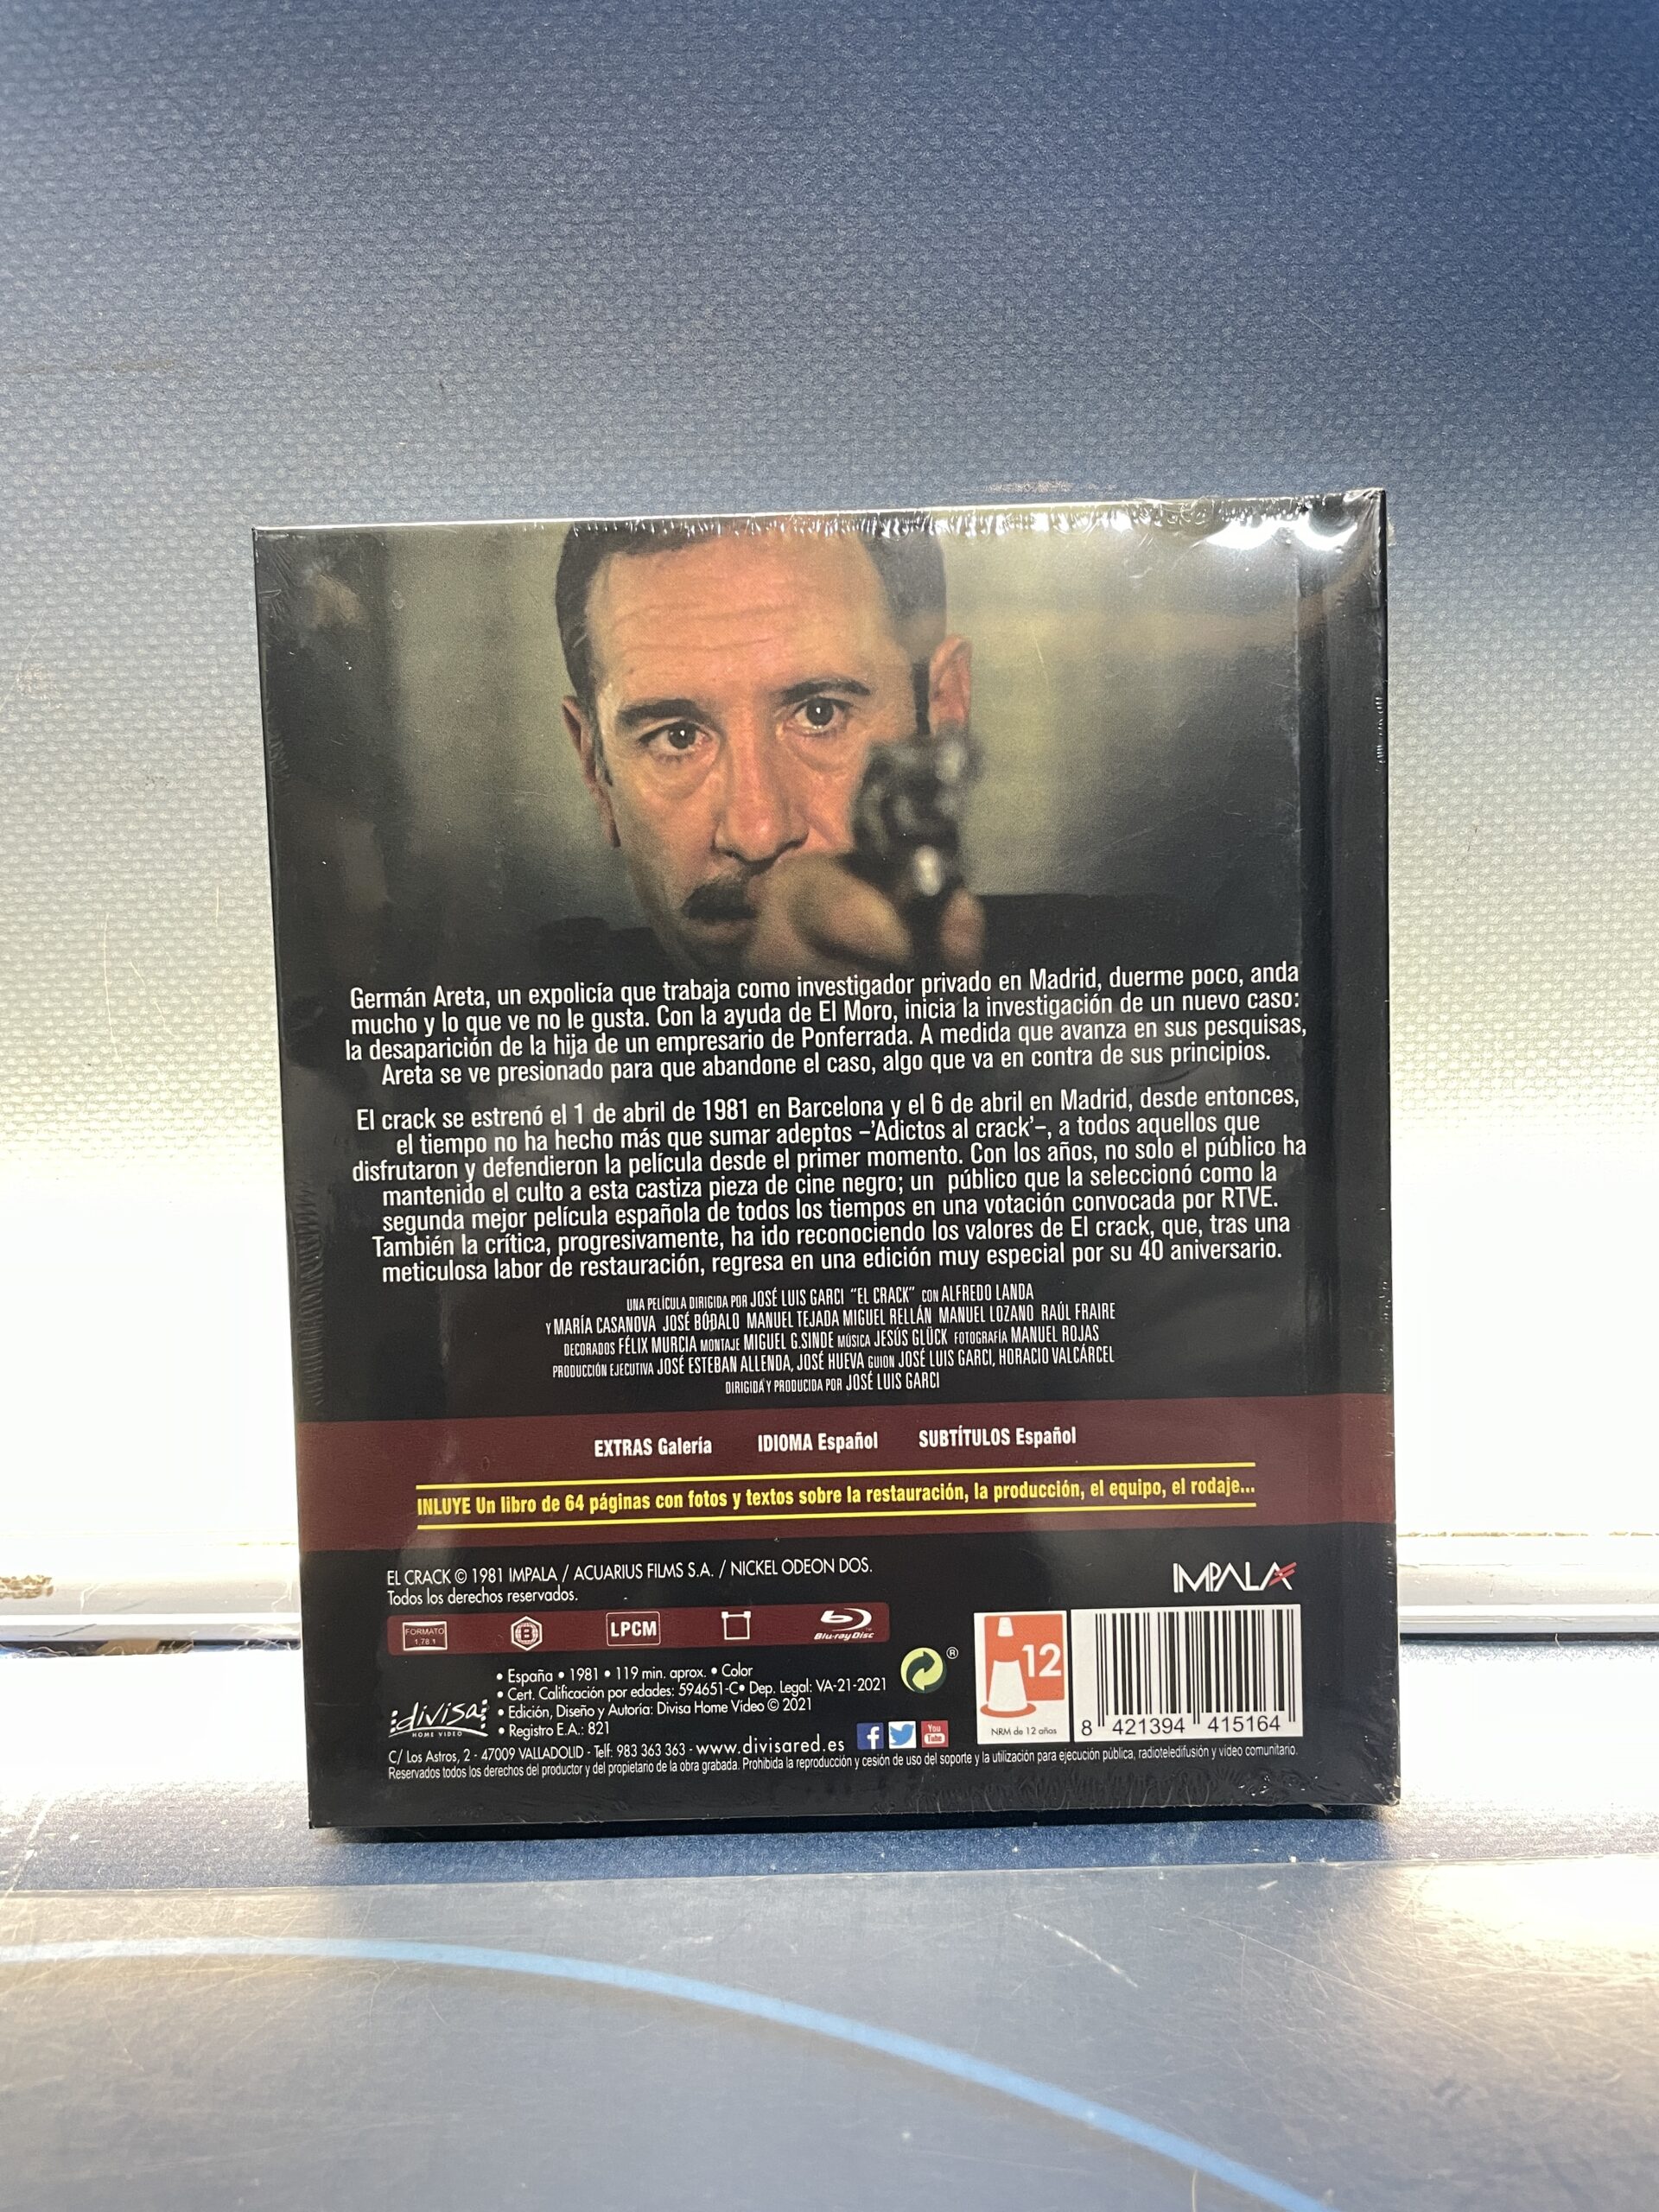 Germán Areta, un expolicía que trabaja como investigador privado en Madrid, duerme poco, anda
mucho y lo que ve no le gusta. Con la ayuda de El Moro, inicia la investigación de un nuevo caso:
la desaparición de la hija de un empresario de Ponferrada. A medida que avanza en sus pesquisas,
Areta se ve presionado para que abandone el caso, algo que va en contra de sus principios.
El crack se estrenó el 1 de abril de 1981 en Barcelona y el 6 de abril en Madrid, desde entonces,
el tiempo no ha hecho más que sumar adeptos –'Adictos al crack'–, a todos aquellos que
disfrutaron y defendieron la película desde el primer momento. Con los años, no solo el público ha
mantenido el culto a esta castiza pieza de cine negro; un público que la seleccionó como la
segunda mejor película española de todos los tiempos en una votación convocada por RTVE.
También la crítica, progresivamente, ha ido reconociendo los valores de El crack, que, tras una
meticulosa labor de restauración, regresa en una edición muy especial por su 40 aniversario.
UNA PELÍCULA DIRIGIDA POR JOSÉ LUIS GARCI "EL CRACK" CON ALFREDO LANDA
Y MARÍA CASANOVA JOSÉ BÓDALO MANUEL TEJADA MIGUEL RELLÁN MANUEL LOZANO RAÚL FRAIRE
DECORADOS FÉLIX MURCIA MONTAJE MIGUEL G.SINDE MÚSICA JESÚS GLÜCK FOTOGRAFÍA MANUEL ROJAS
PRODUCCIÓN EJECUTIVA JOSÉ ESTEBAN ALLENDA, JOSÉ HUEVA GUION JOSÉ LUIS GARCI, HORACIO VALCÁRCEL
DIRIGIDA Y PRODUCIDA POR JOSÉ LUIS GARCI
EXTRAS Galería IDIOMA Español SUBTÍTULOS Español
INLUYE Un libro de 64 páginas con fotos y textos sobre la restauración, la producción, el equipo, el rodaje...
EL CRACK © 1981 IMPALA / ACUARIUS FILMS S.A. / NICKEL ODEON DOS.
Todos los derechos reservados.
IMPALA
FORMATO
1.78:1
B
LPCM
Blu-ray Disc
• España • 1981 • 119 min. aprox. • Color
• Cert. Calificación por edades: 594651-C• Dep. Legal: VA-21-2021
• Edición, Diseño y Autoría: Divisa Home Vídeo © 2021
• Registro E.A.: 821
divisa
HOME VIDEO
®
12
NRM de 12 años
8 421394 415164
f
You
Tube
C/ Los Astros, 2 - 47009 VALLADOLID - Telf: 983 363 363 - www.divisared.es
Reservados todos los derechos del productor y del propietario de la obra grabada. Prohibida la reproducción y cesión de uso del soporte y la utilización para ejecución pública, radioteledifusión y vídeo comunitario.